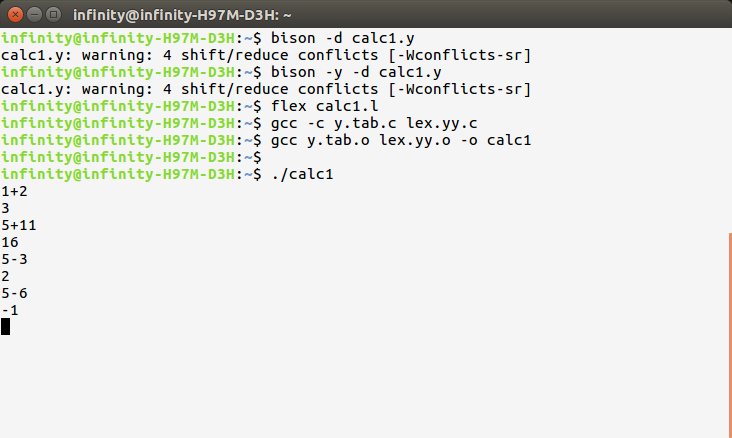 infinity@infinity-H97M-D3H: ~
infinity@infinity-H97M-D3H:~$ bison -d calc1.y
calc1.y: warning: 4 shift/reduce conflicts [-Wconflicts-sr]
infinity@infinity-H97M-D3H:~$ bison -y -d calc1.y
calc1.y: warning: 4 shift/reduce conflicts [-Wconflicts-sr]
infinity@infinity-H97M-D3H:~$ flex calc1.l
infinity@infinity-H97M-D3H:~$ gcc -c y.tab.c lex.yy.c
infinity@infinity-H97M-D3H:~$ gcc y.tab.o lex.yy.o -o calc1
infinity@infinity-H97M-D3H:~$
infinity@infinity-H97M-D3H:~$ ./calc1
1+2
3
5+11
16
5-3
2
5-6
-1